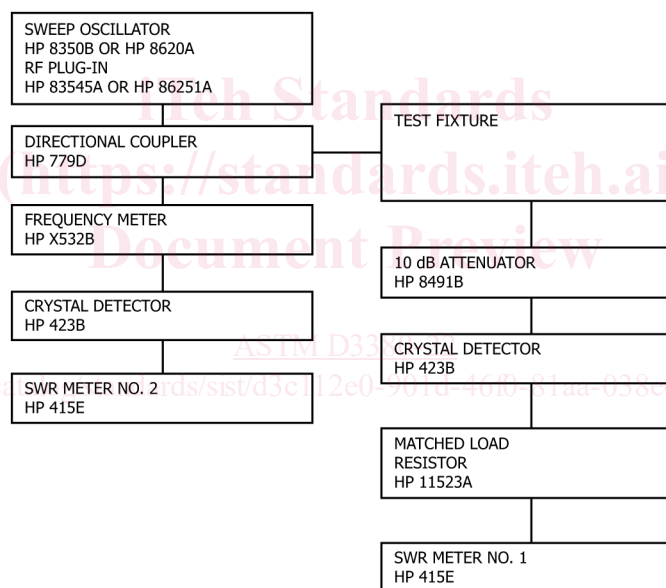 SWEEP OSCILLATOR
HP 8350B OR HP 8620A
RF PLUG-IN
HP 83545A OR HP 86251A
DIRECTIONAL COUPLER
HP 779D
FREQUENCY METER
HP X532B
CRYSTAL DETECTOR
HP 423B
SWR METER NO. 2
HP 415E
TEST FIXTURE
10 dB ATTENUATOR
HP 8491B
CRYSTAL DETECTOR
HP 423B
MATCHED LOAD
RESISTOR
HP 11523A
SWR METER NO. 1
HP 415E
iTeh Standards
(https://standards.iteh.ai
Document Preview
ASTM D3380-22